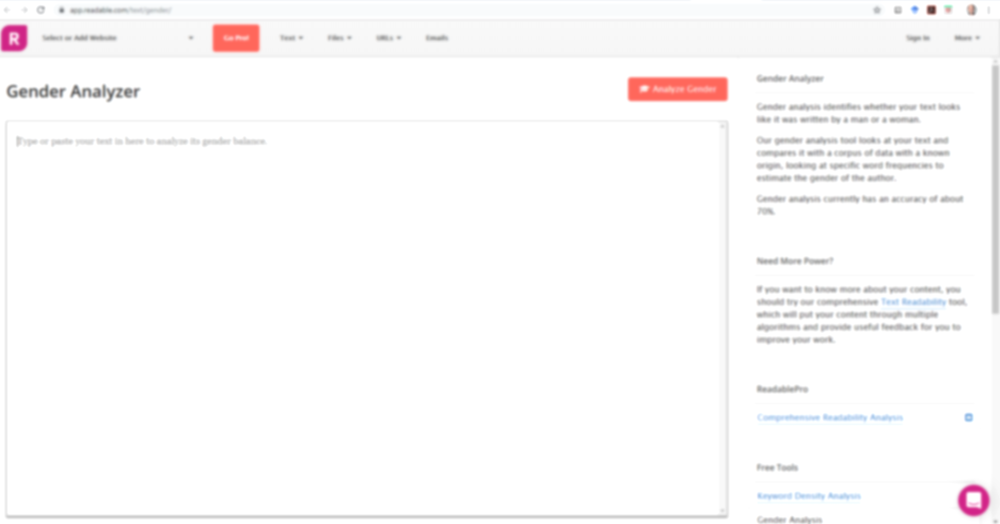 app.readable.com/text/gender/
R
Select or Add Website
Go Pro!
Text
Files
URLs
Emails
Sign In
More
Gender Analyzer
Analyze Gender
Type or paste your text in here to analyze its gender balance.
Gender Analyzer
Gender analysis identifies whether your text looks
like it was written by a man or a woman.
Our gender analysis tool looks at your text and
compares it with a corpus of data with a known
origin, looking at specific word frequencies to
estimate the gender of the author.
Gender analysis currently has an accuracy of about
70%.
Need More Power?
If you want to know more about your content, you
should try our comprehensive Text Readability tool,
which will put your content through multiple
algorithms and provide useful feedback for you to
improve your work.
ReadablePro
Comprehensive Readability Analysis
Free Tools
Keyword Density Analysis
Gender Analysis